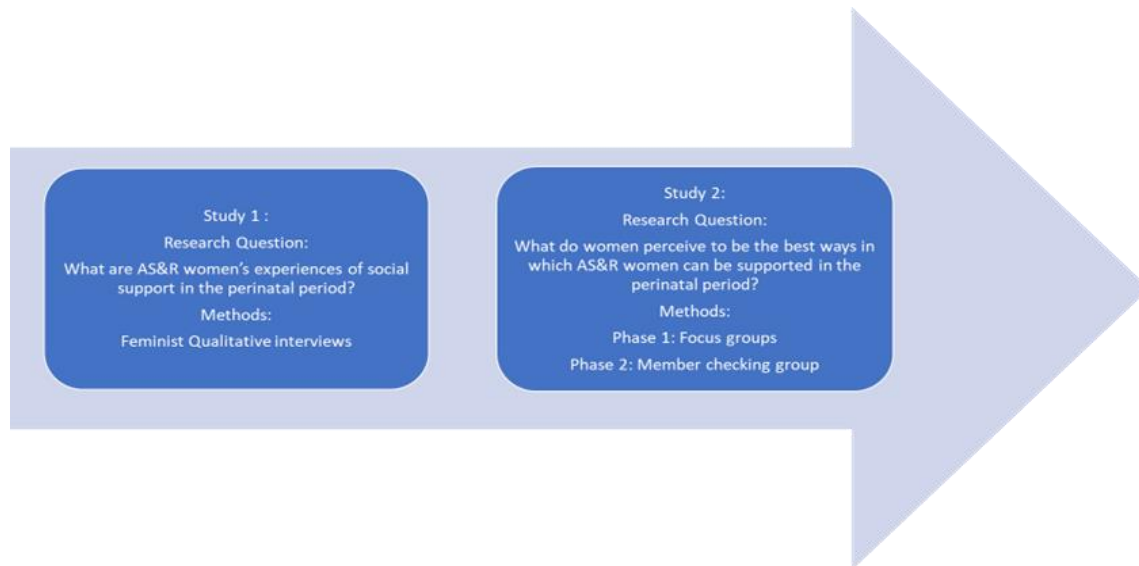 Study 1 :
Research Question:
What are AS&R women's experiences of social
support in the perinatal period?
Methods:
Feminist Qualitative interviews
Study 2:
Research Question:
What do women perceive to be the best ways in
which AS&R women can be supported in the
perinatal period?
Methods:
Phase 1: Focus groups
Phase 2: Member checking group